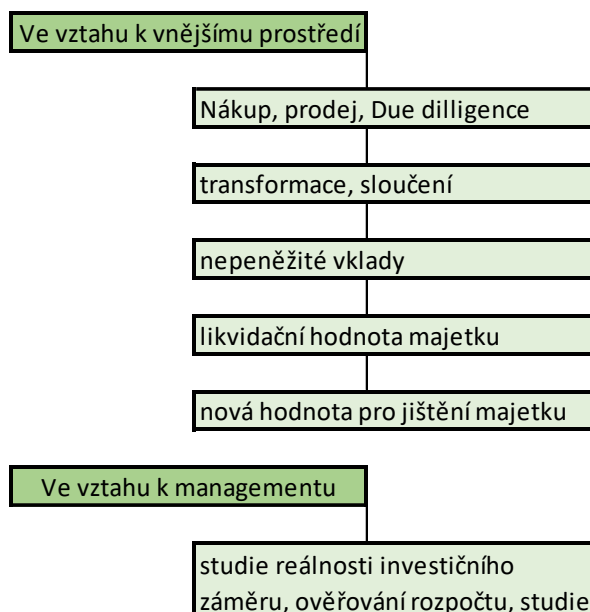 Ve vztahu k vnějšímu prostředí
Nákup, prodej, Due dilligence
transformace, sloučení
nepeněžité vklady
likvidační hodnota majetku
nová hodnota pro jištění majetku
Ve vztahu k managementu
studie reálnosti investičního
záměru, ověřování rozpočtu, studie